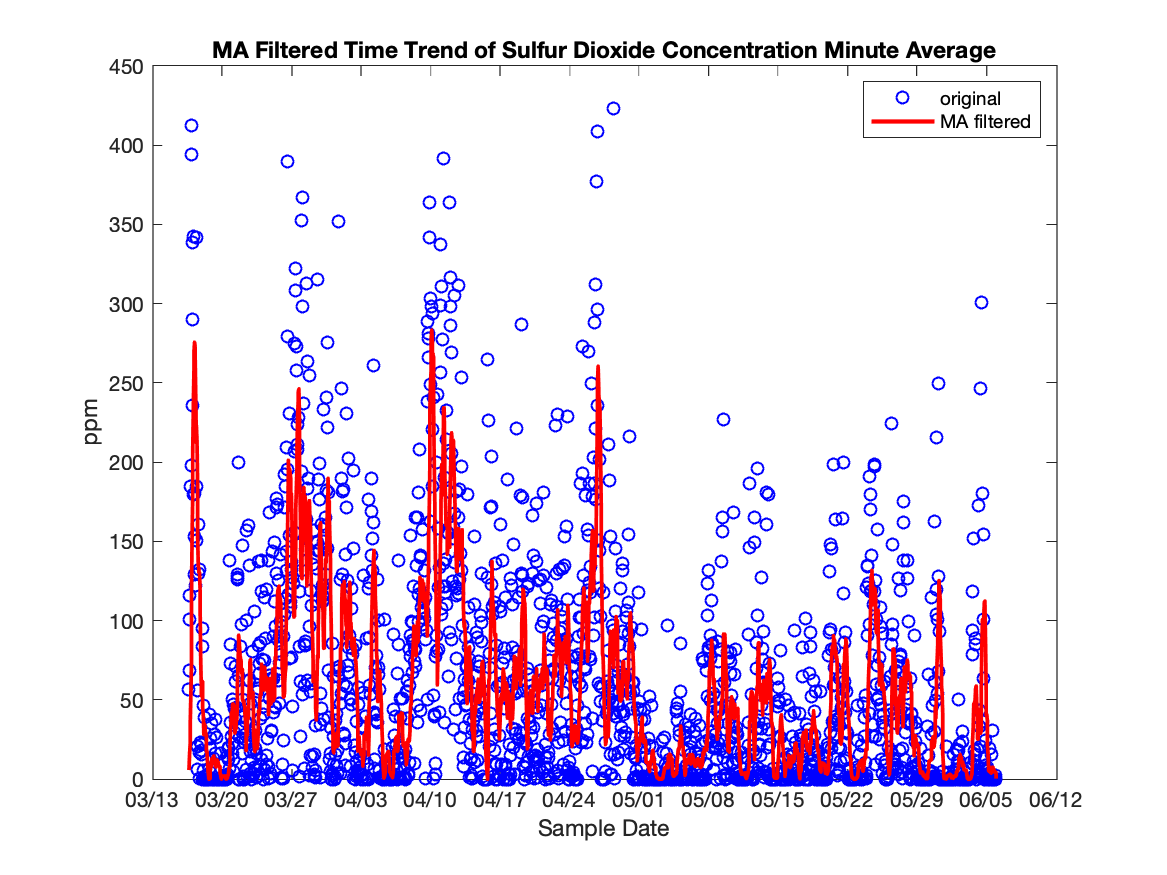 MA Filtered Time Trend of Sulfur Dioxide Concentration Minute Average
450
400
350
300
250
200
150
100
50
0
ppm
original
MA filtered
03/13 03/20 03/27 04/03 04/10 04/17 04/24 05/01 05/08 05/15 05/22 05/29 06/05 06/12
Sample Date